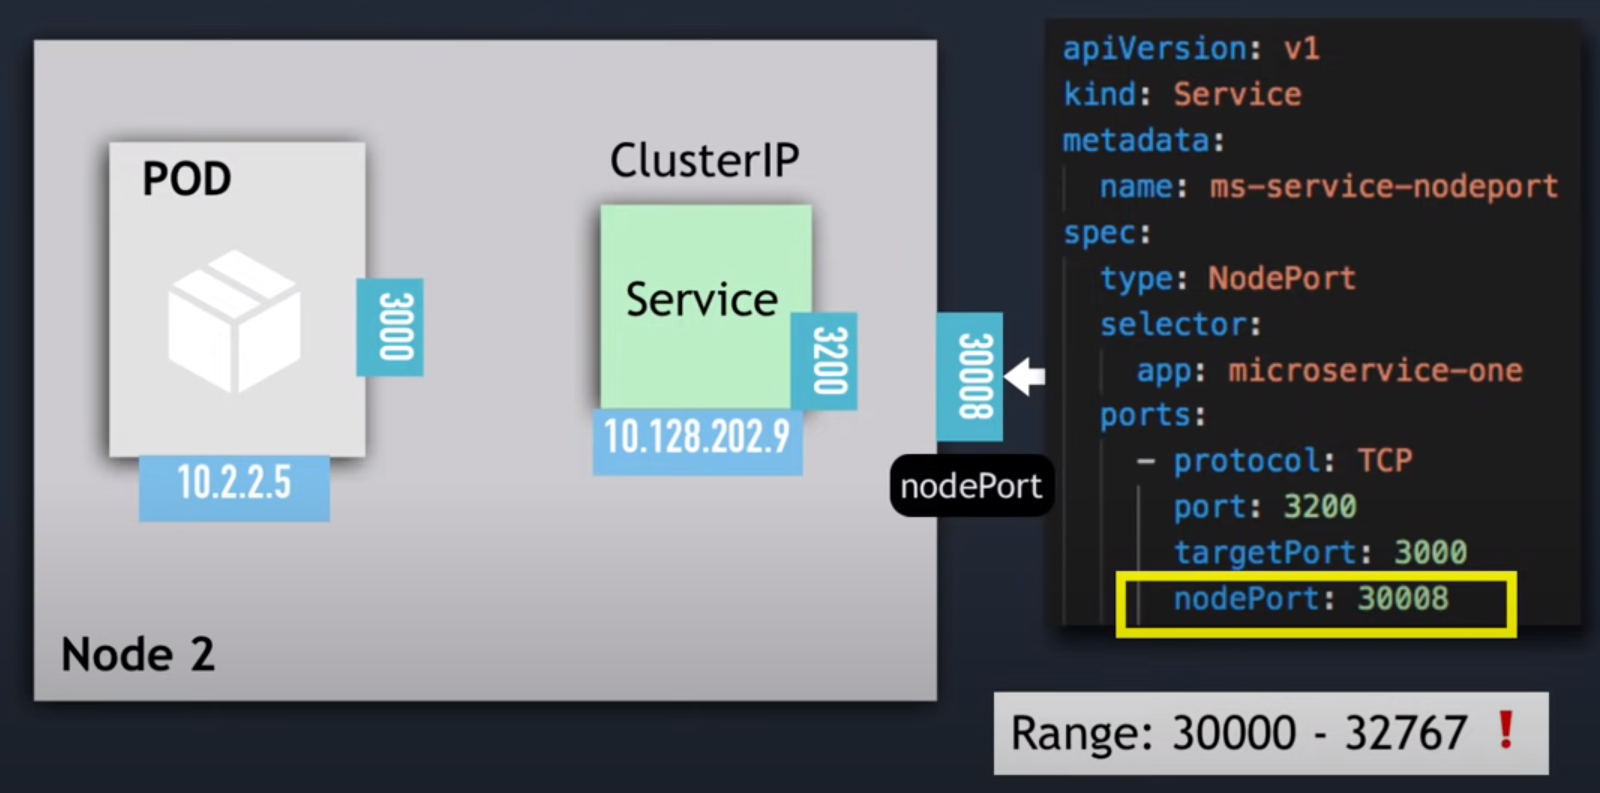 POD
3000
10.2.2.5
ClusterIP
Service
3200
10.128.202.9
30008
nodePort
Node 2
apiVersion: v1
kind: Service
metadata:
name: ms-service-nodeport
spec:
type: NodePort
selector:
app: microservice-one
ports:
- protocol: TCP
port: 3200
targetPort: 3000
nodePort: 30008
Range: 30000 - 32767 !